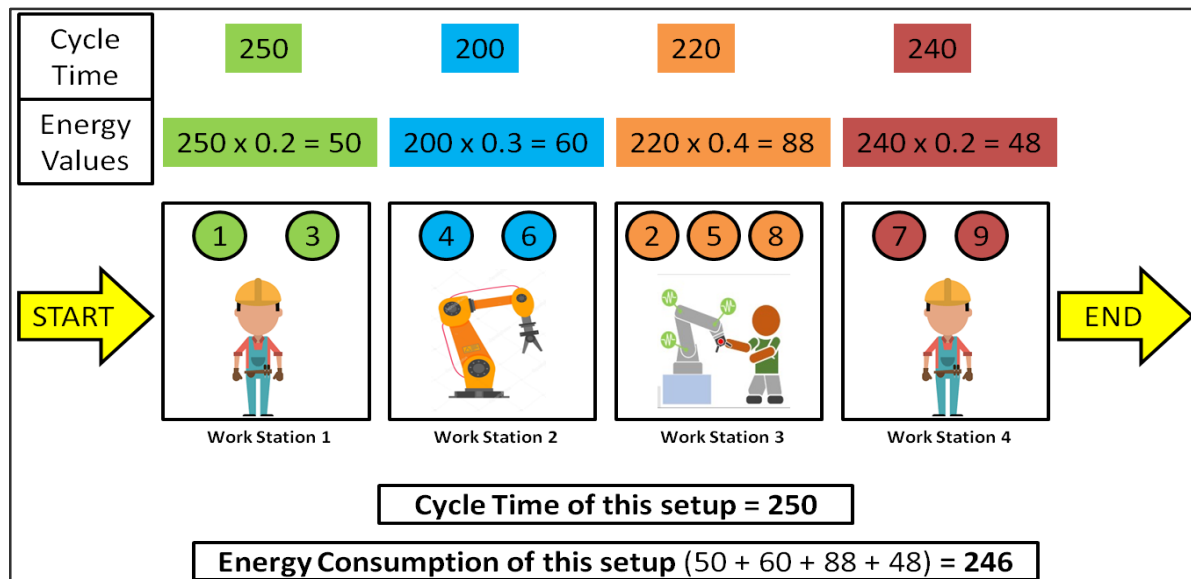 Cycle
Time
250
200
220
240
Energy
Values
250 x 0.2 = 50
200 x 0.3 = 60
220 x 0.4 = 88
240 x 0.2 = 48
1
3
4
6
2
5
8
7
9
START
END
Work Station 1
Work Station 2
Work Station 3
Work Station 4
Cycle Time of this setup = 250
Energy Consumption of this setup (50 + 60 + 88 + 48) = 246